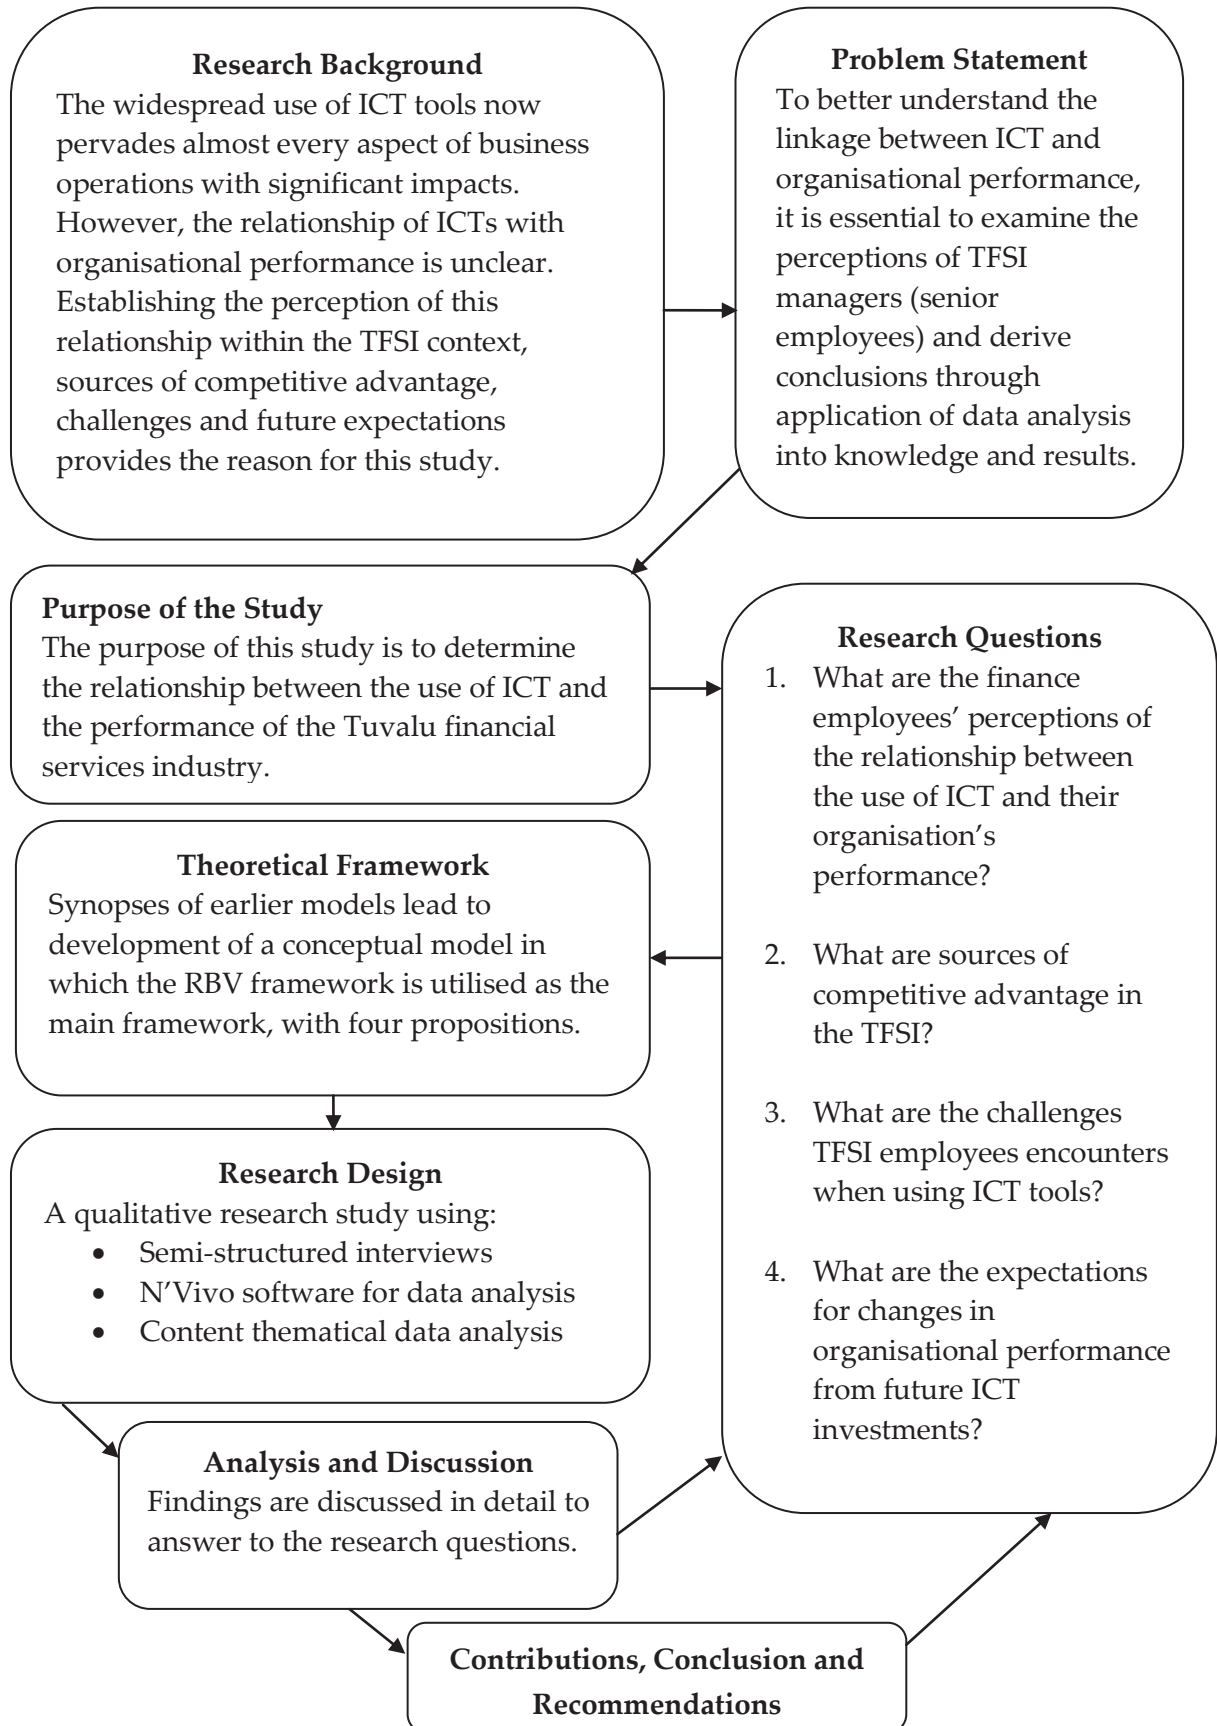 Research Background
The widespread use of ICT tools now
pervades almost every aspect of business
operations with significant impacts.
However, the relationship of ICTs with
organisational performance is unclear.
Establishing the perception of this
relationship within the TFSI context,
sources of competitive advantage,
challenges and future expectations
provides the reason for this study.
Problem Statement
To better understand the
linkage between ICT and
organisational performance,
it is essential to examine the
perceptions of TFSI
managers (senior
employees) and derive
conclusions through
application of data analysis
into knowledge and results.
Purpose of the Study
The purpose of this study is to determine
the relationship between the use of ICT and
the performance of the Tuvalu financial
services industry.
Research Questions
1. What are the finance
employees’ perceptions of
the relationship between
the use of ICT and their
organisation’s
performance?
2. What are sources of
competitive advantage in
the TFSI?
3. What are the challenges
TFSI employees encounters
when using ICT tools?
4. What are the expectations
for changes in
organisational performance
from future ICT
investments?
Theoretical Framework
Synopses of earlier models lead to
development of a conceptual model in
which the RBV framework is utilised as the
main framework, with four propositions.
Research Design
A qualitative research study using:
• Semi-structured interviews
• N’Vivo software for data analysis
• Content thematical data analysis
Analysis and Discussion
Findings are discussed in detail to
answer to the research questions.
Contributions, Conclusion and
Recommendations